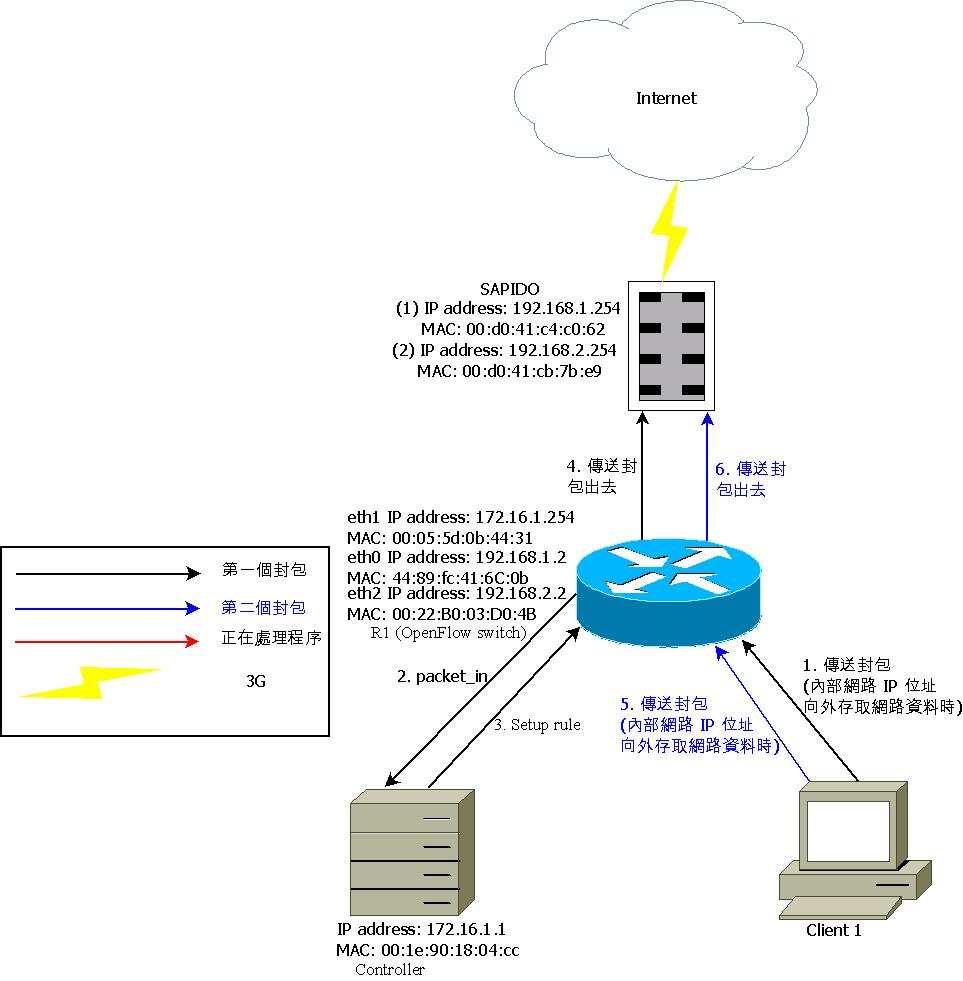 Internet
SAPIDO
(1) IP address: 192.168.1.254
MAC: 00:d0:41:c4:c0:62
(2) IP address: 192.168.2.254
MAC: 00:d0:41:cb:7b:e9
4. 傳送封
包出去
6. 傳送封
包出去
eth1 IP address: 172.16.1.254
MAC: 00:05:5d:0b:44:31
eth0 IP address: 192.168.1.2
MAC: 44:89:fc:41:6C:0b
eth2 IP address: 192.168.2.2
MAC: 00:22:B0:03:D0:4B
R1 (OpenFlow switch)
第一個封包
第二個封包
正在處理程序
3G
2. packet_in
3. Setup rule
1. 傳送封包
(內部網路 IP 位址
向外存取網路資料時)
5. 傳送封包
(內部網路 IP 位址
向外存取網路資料時)
IP address: 172.16.1.1
MAC: 00:1e:90:18:04:cc
Controller
Client 1